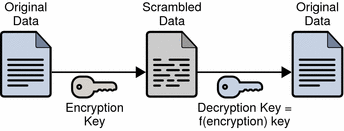 Original
Data
Scrambled
Data
Original
Data
Encryption
Key
Decryption Key =
f(encryption) key